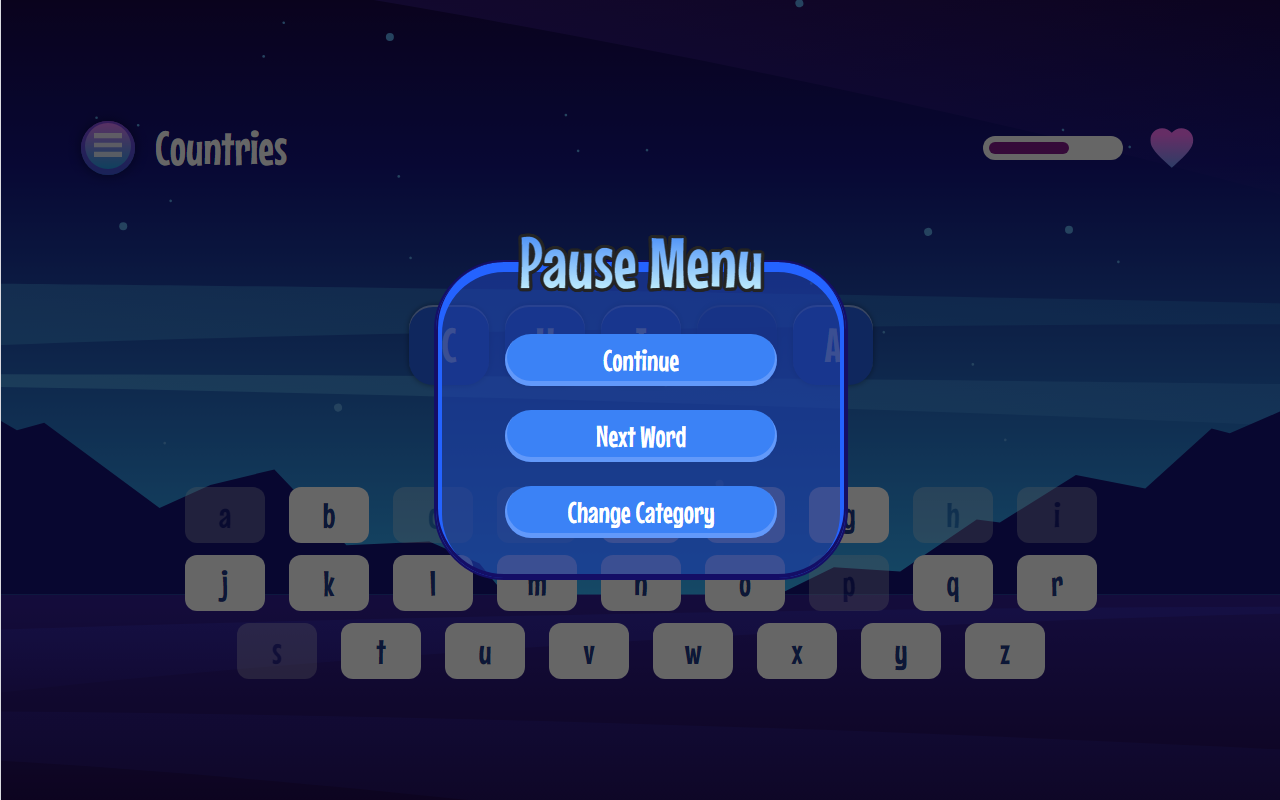 Countries
Pause Menu
C H I A
Continue
Next Word
Change Category
a b c g h i
j k l m n o p q r
s t u v w x y z